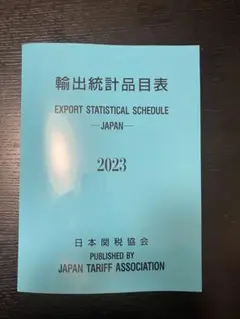 輸出統計品目表
EXPORT STATISTICAL SCHEDULE
—JAPAN—
2023
日本関税協会
PUBLISHED BY
JAPAN TARIFF ASSOCIATION